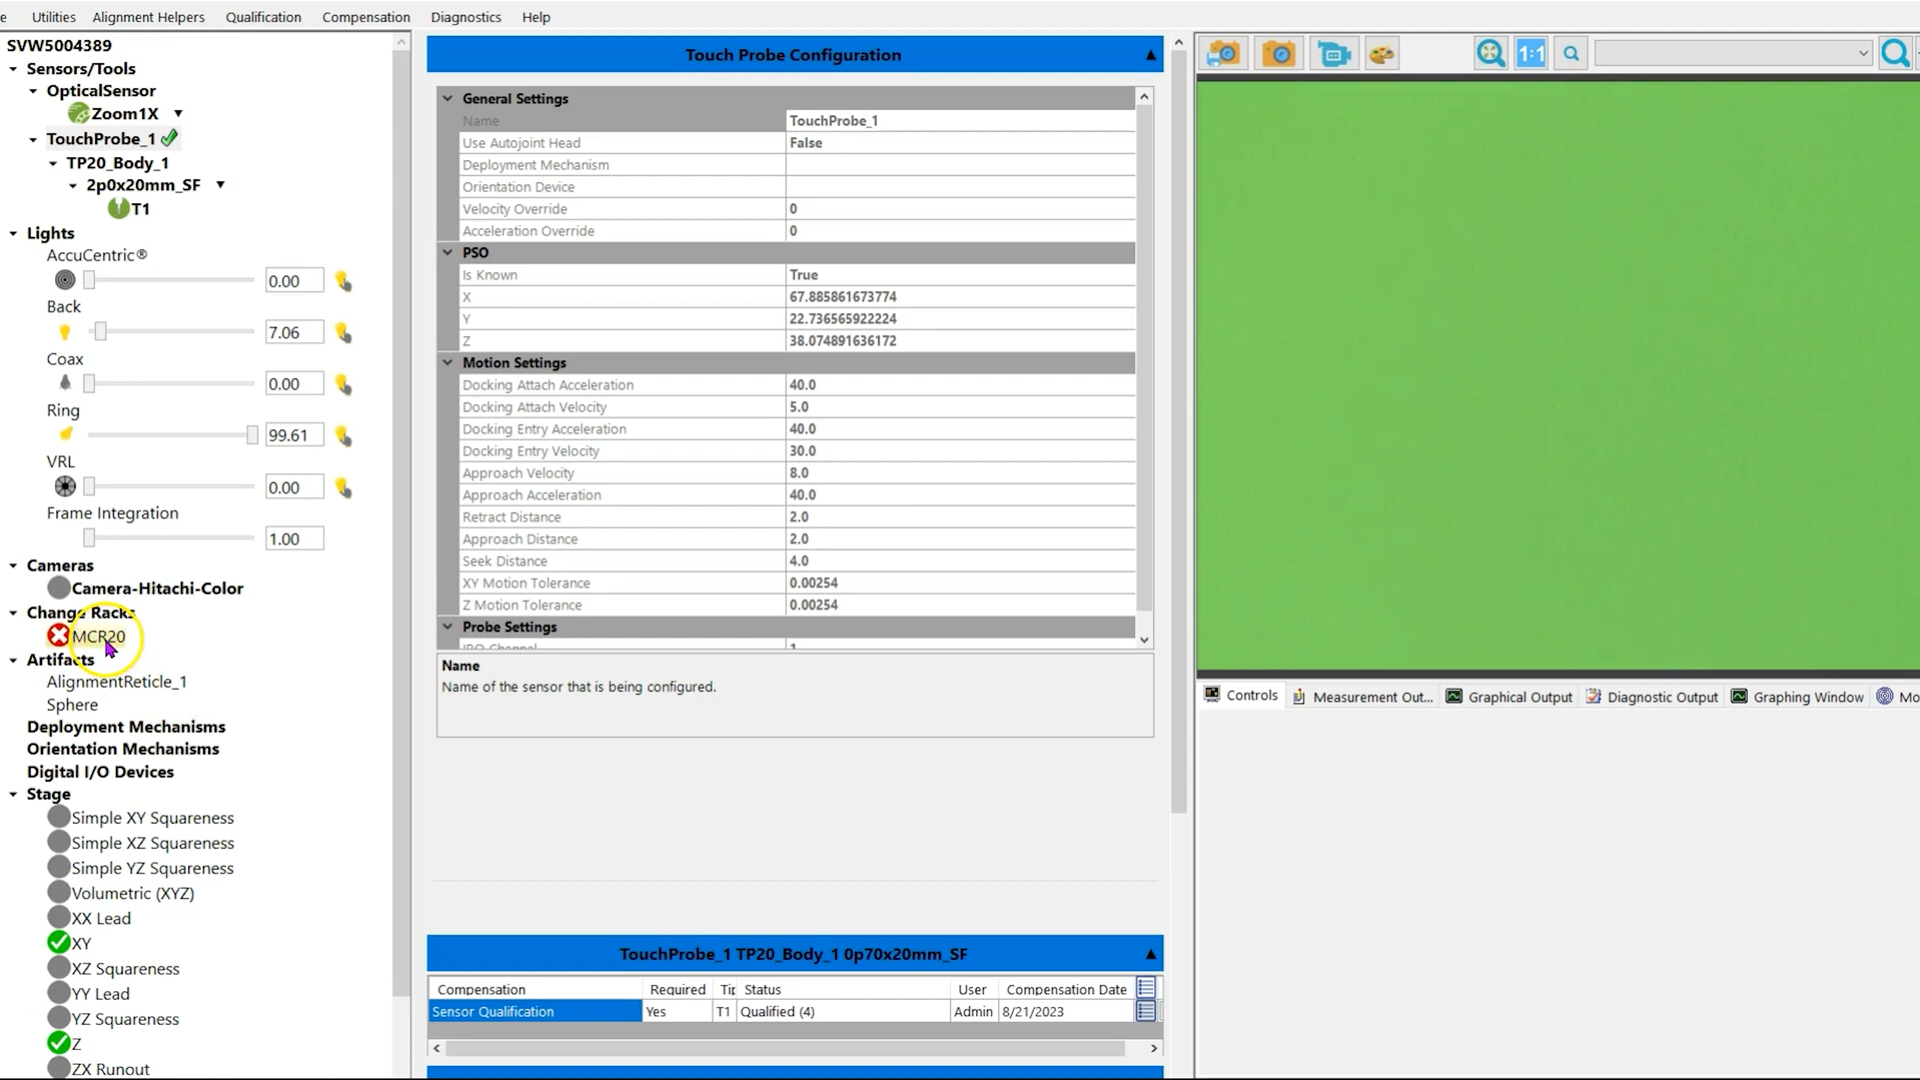 e Utilities Alignment Helpers Qualification Compensation Diagnostics Help
SVW5004389
Sensors/Tools
OpticalSensor
Zoom1X
TouchProbe_1
TP20_Body_1
2p0x20mm_SF
T1
Lights
AccuCentric®
0.00
Back
7.06
Coax
0.00
Ring
99.61
VRL
0.00
Frame Integration
1.00
Cameras
Camera-Hitachi-Color
Change Racks
MCR20
Artifacts
AlignmentReticle_1
Sphere
Deployment Mechanisms
Orientation Mechanisms
Digital I/O Devices
Stage
Simple XY Squareness
Simple XZ Squareness
Simple YZ Squareness
Volumetric (XYZ)
XX Lead
XY
XZ Squareness
YY Lead
YZ Squareness
Z
ZX Runout
Touch Probe Configuration
General Settings
Name TouchProbe_1
Use Autojoint Head False
Deployment Mechanism
Orientation Device
Velocity Override 0
Acceleration Override 0
PSO
Is Known True
X 67.885861673774
Y 22.736565922224
Z 38.074891636172
Motion Settings
Docking Attach Acceleration 40.0
Docking Attach Velocity 5.0
Docking Entry Acceleration 40.0
Docking Entry Velocity 30.0
Approach Velocity 8.0
Approach Acceleration 40.0
Retract Distance 2.0
Approach Distance 2.0
Seek Distance 4.0
XY Motion Tolerance 0.00254
Z Motion Tolerance 0.00254
Probe Settings
Name
Name of the sensor that is being configured.
TouchProbe_1 TP20_Body_1 0p70x20mm_SF
Compensation Required Tip Status User Compensation Date
Sensor Qualification Yes T1 Qualified (4) Admin 8/21/2023
1:1
Controls Measurement Out... Graphical Output Diagnostic Output Graphing Window Mo